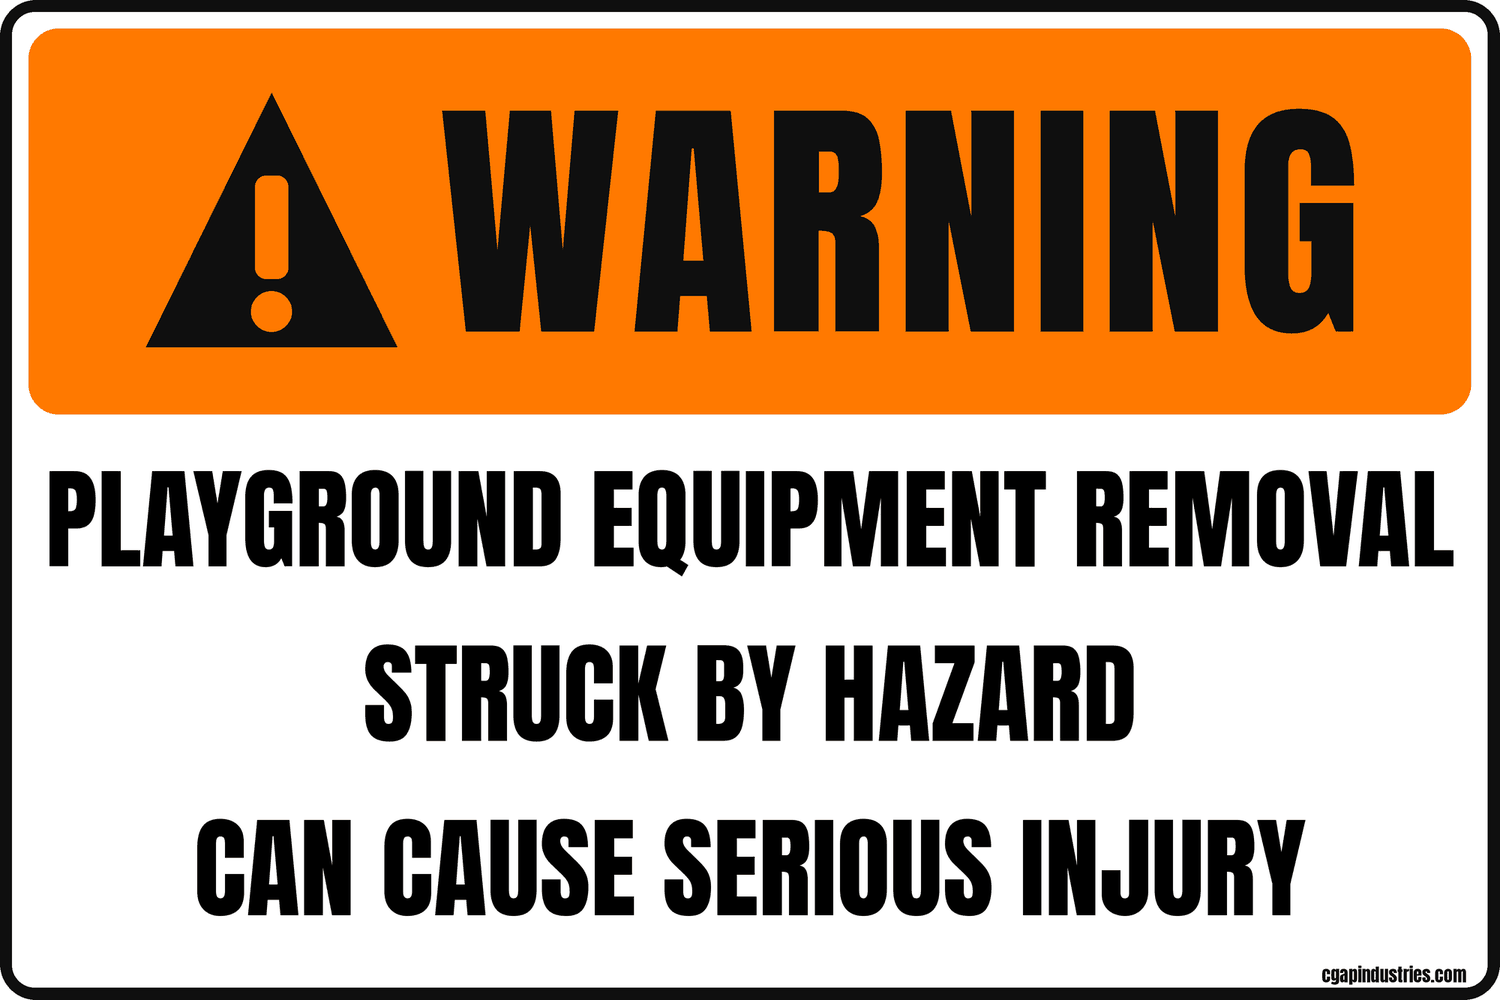 WARNING
PLAYGROUND EQUIPMENT REMOVAL
STRUCK BY HAZARD
CAN CAUSE SERIOUS INJURY
cgapindustries.com